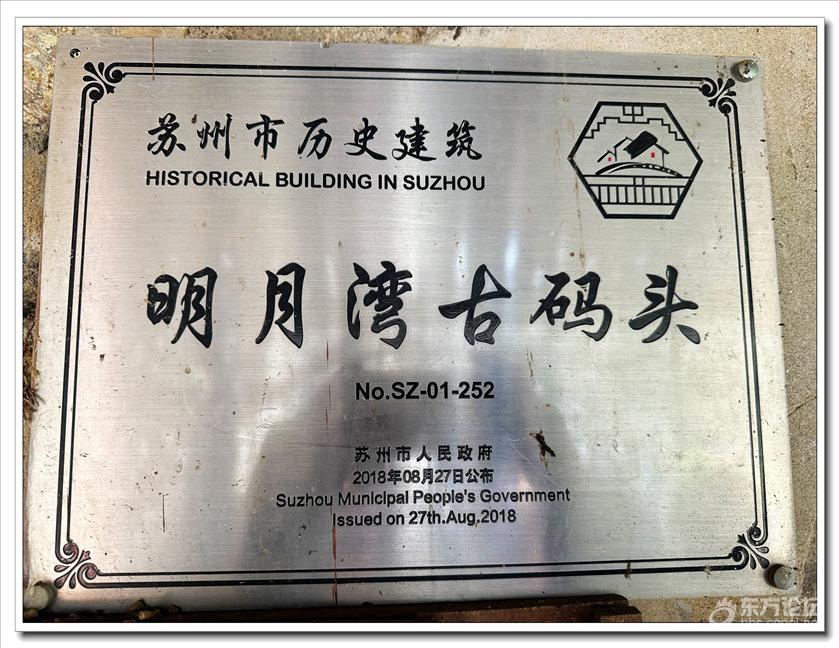 苏州市历史建筑
HISTORICAL BUILDING IN SUZHOU
明月湾古码头
No.SZ-01-252
苏州市人民政府
2018年08月27日公布
Suzhou Municipal People's Government
Issued on 27th.Aug,2018
东方论坛